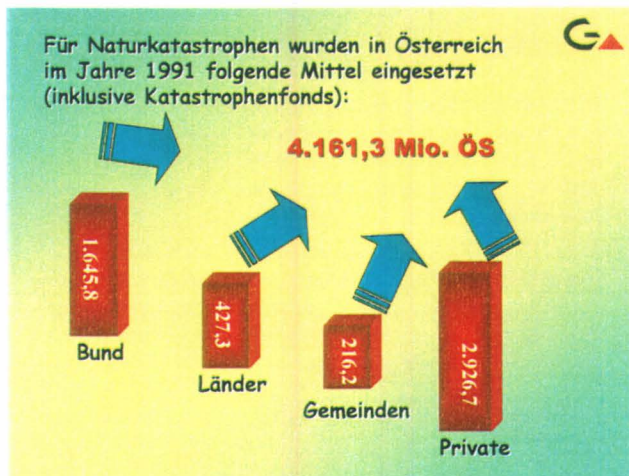 Für Naturkatastrophen wurden in Österreich
im Jahre 1991 folgende Mittel eingesetzt
(inklusive Katastrophenfonds):
4.161,3 Mio. ÖS
1.645,8
Bund
427,3
Länder
216,2
Gemeinden
2.926,7
Private